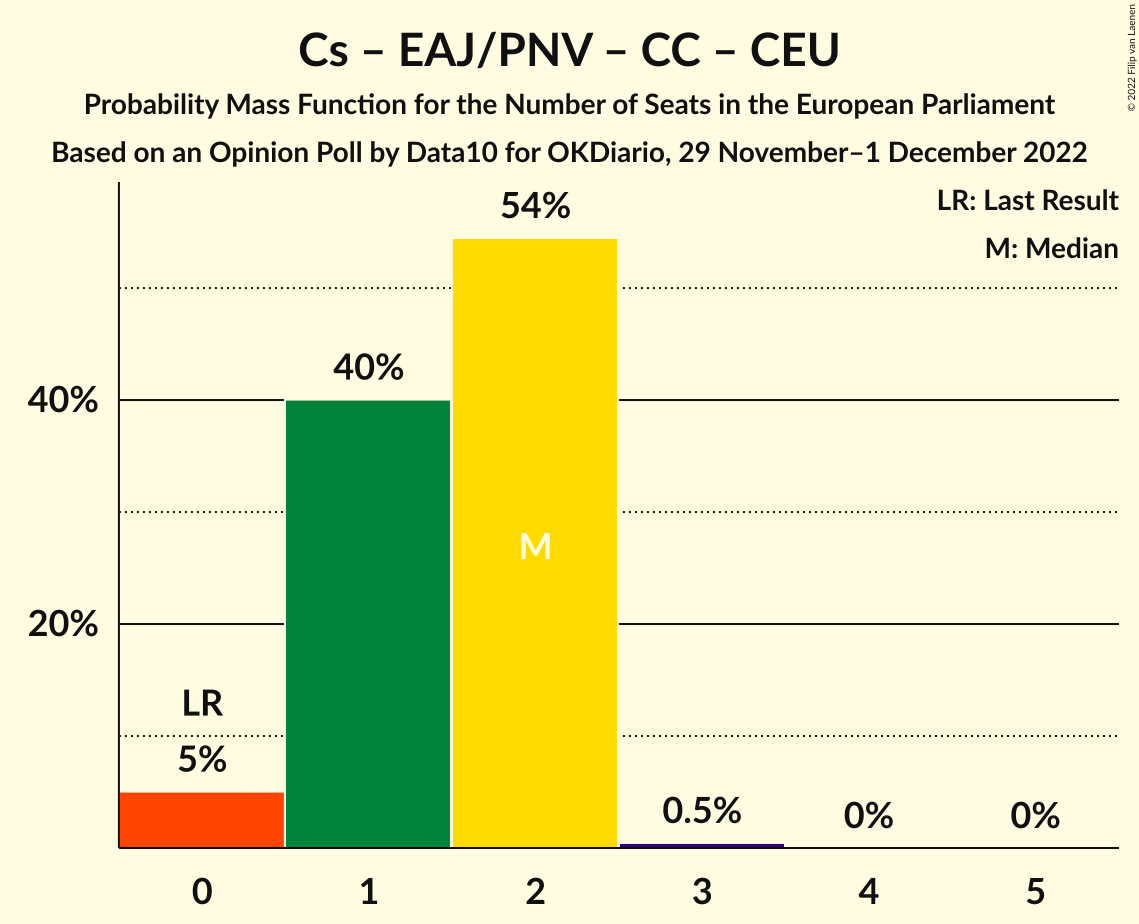 Cs – EAJ/PNV – CC – CEU
Probability Mass Function for the Number of Seats in the European Parliament
Based on an Opinion Poll by Data10 for OKDiario, 29 November–1 December 2022
© 2022 Filip van Laenen
LR: Last Result
M: Median
54%
40%
40%
M
20%
LR
5%
0.5%
0%
0%
0 1 2 3 4 5